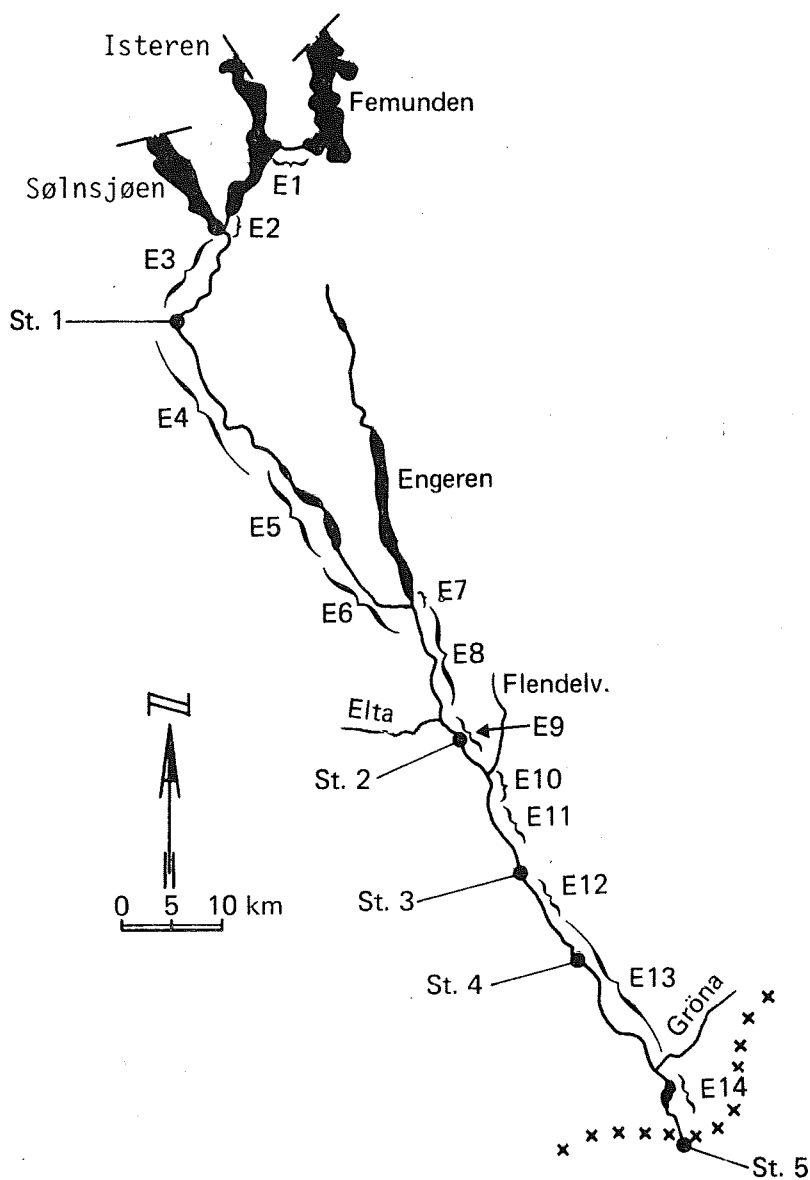 Isteren
Femunden
Sølnsjøen
E1
E2
E3
St. 1
E4
Engeren
E5
E7
E6
E8
Flendelv.
Elta
E9
N
St. 2
E10
E11
St. 3
E12
0 5 10 km
St. 4
E13
Gröna
E14
St. 5